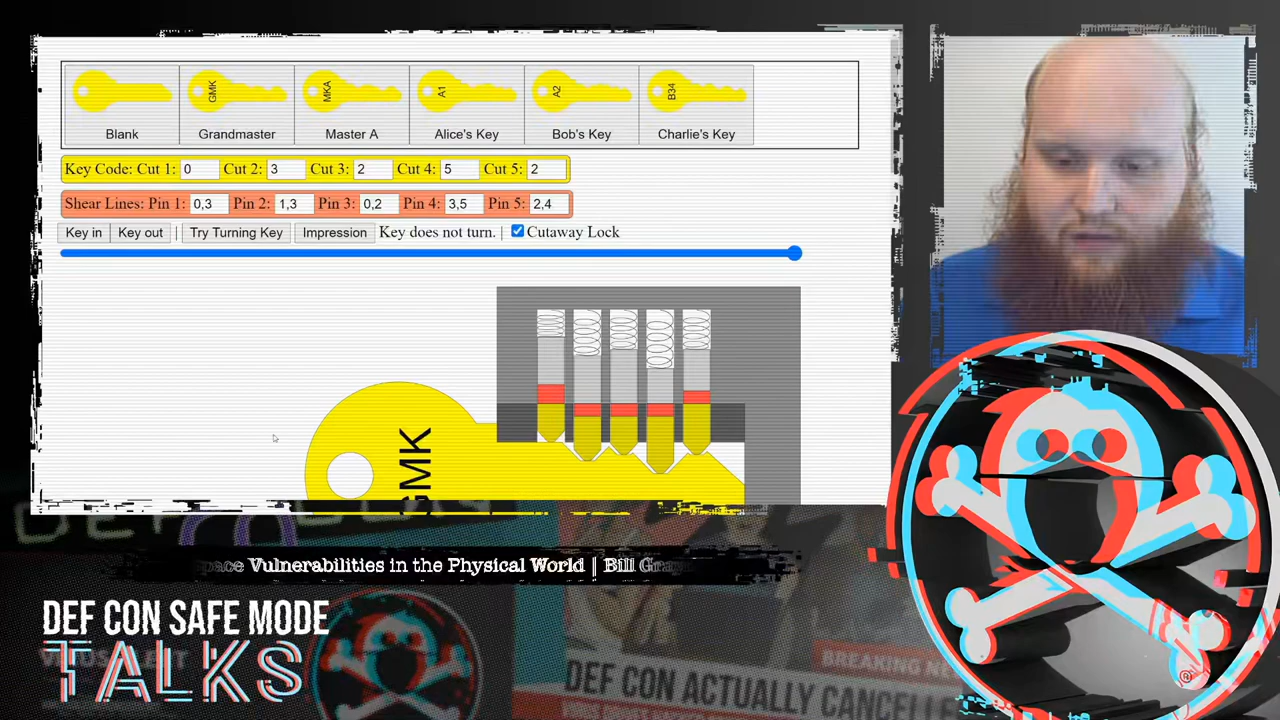 GMK
MKA
A1
A2
B34
Blank
Grandmaster
Master A
Alice's Key
Bob's Key
Charlie's Key
Key Code: Cut 1: 0 Cut 2: 3 Cut 3: 2 Cut 4: 5 Cut 5: 2
Shear Lines: Pin 1: 0,3 Pin 2: 1,3 Pin 3: 0,2 Pin 4: 3,5 Pin 5: 2,4
Key in Key out | Try Turning Key Impression Key does not turn. | Cutaway Lock
GMK
Vulnerabilities in the Physical World | Bill
DEF CON SAFE MODE
TALKS
BREAKING
DEF CON ACTUALLY
®